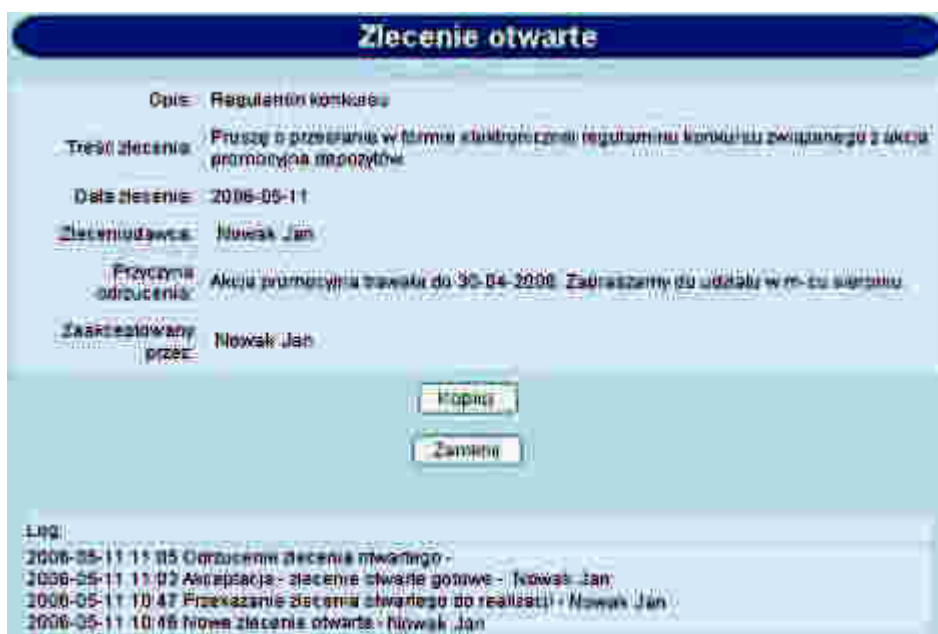 Zlecenie otwarte
Opis: Regulamin konkursu
Treść zlecenia: Proszę o przesłanie w formie elektronicznej regulaminu konkursu związanego z akcją
promocyjną depozytów.
Data zlecenia: 2006-05-11
Zleceniodawca: Nowak Jan
Przyczyna
odrzucenia: Akcja promocyjna trawała do 30-04-2006. Zapraszamy do udziału w m-cu sierpniu.
Zaakceptowany
przez: Nowak Jan
Kopiuj
Zamknij
Log:
2006-05-11 11:05 Odrzucenie zlecenia otwartego -
2006-05-11 11:03 Akceptacja - zlecenie otwarte gotowe - Nowak Jan
2006-05-11 10:47 Przekazanie zlecenia otwartego do realizacji - Nowak Jan
2006-05-11 10:46 Nowe zlecenie otwarte - Nowak Jan